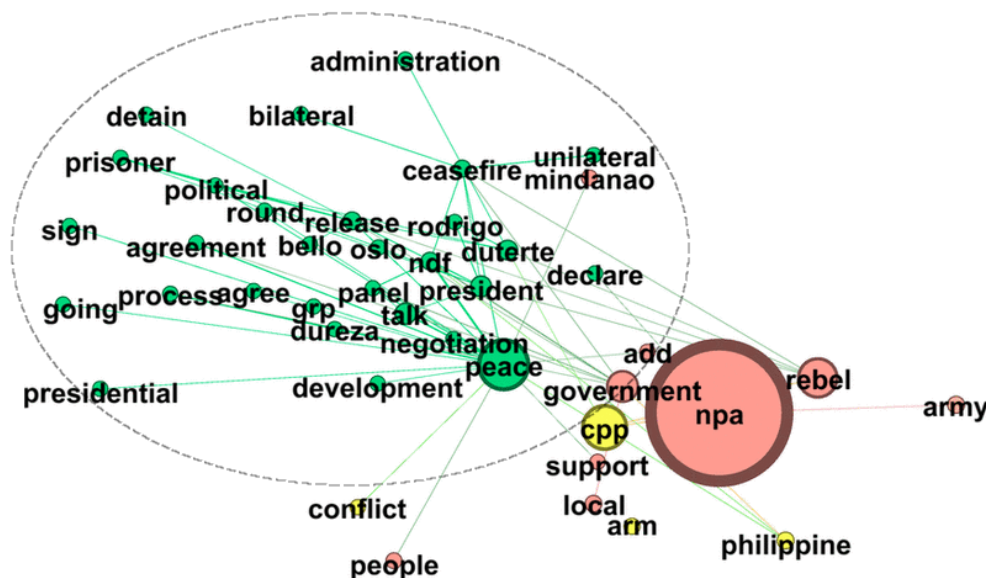 administration
detain
bilateral
prisoner
ceasefire
unilateral
mindanao
political
round
release
rodrigo
sign
agreement
bello
oslo
ndf
duterte
declare
going
process
agree
grp
panel
president
talk
dureza
negotiation
peace
add
presidential
development
government
rebel
npa
army
cpp
support
conflict
local
arm
philippine
people